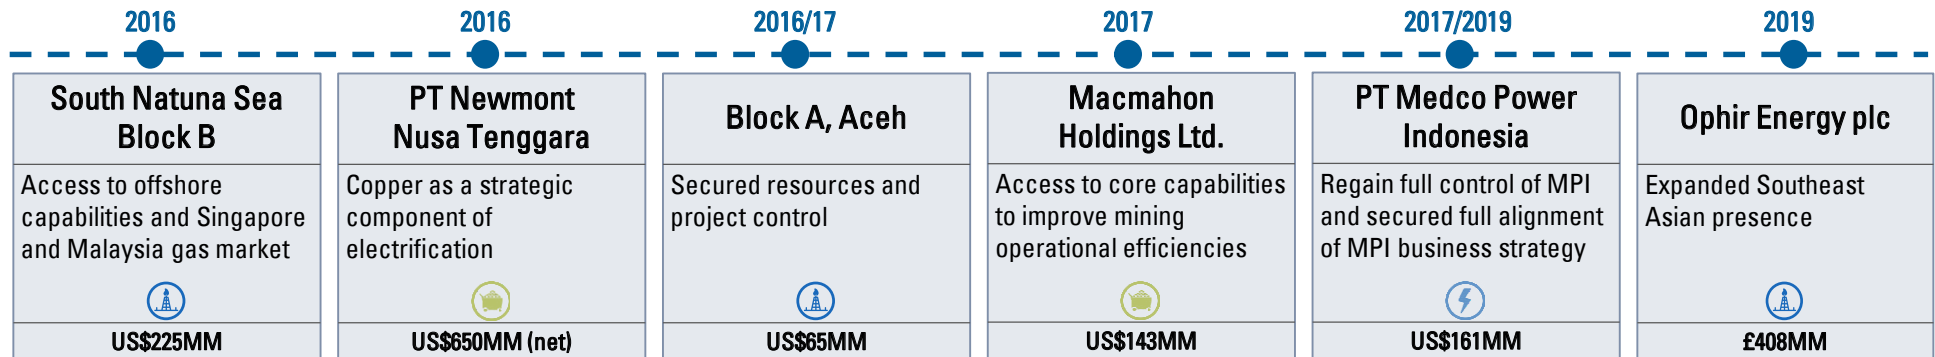 2016
2016
2016/17
2017
2017/2019
2019
South Natuna Sea
Block B
Access to offshore
capabilities and Singapore
and Malaysia gas market
US$225MM
PT Newmont
Nusa Tenggara
Copper as a strategic
component of
electrification
US$650MM (net)
Block A, Aceh
Secured resources and
project control
US$65MM
Macmahon
Holdings Ltd.
Access to core capabilities
to improve mining
operational efficiencies
US$143MM
PT Medco Power
Indonesia
Regain full control of MPI
and secured full alignment
of MPI business strategy
US$161MM
Ophir Energy plc
Expanded Southeast
Asian presence
£408MM